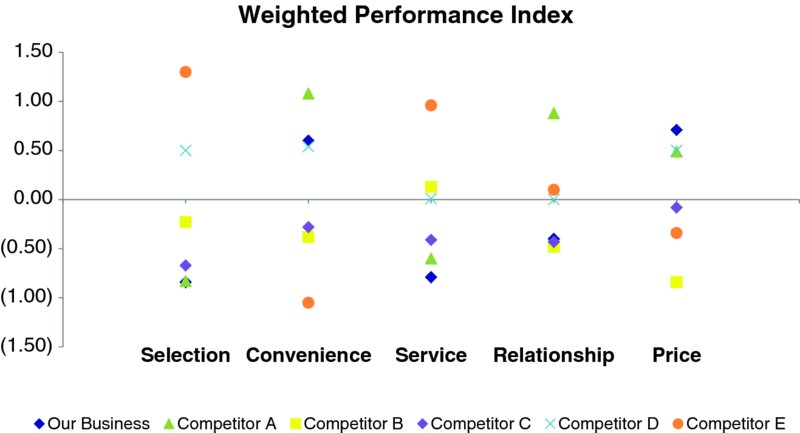 Weighted Performance Index
1.50
1.00
0.50
0.00
(0.50)
(1.00)
(1.50)
Selection Convenience Service Relationship Price
Our Business Competitor A Competitor B Competitor C Competitor D Competitor E